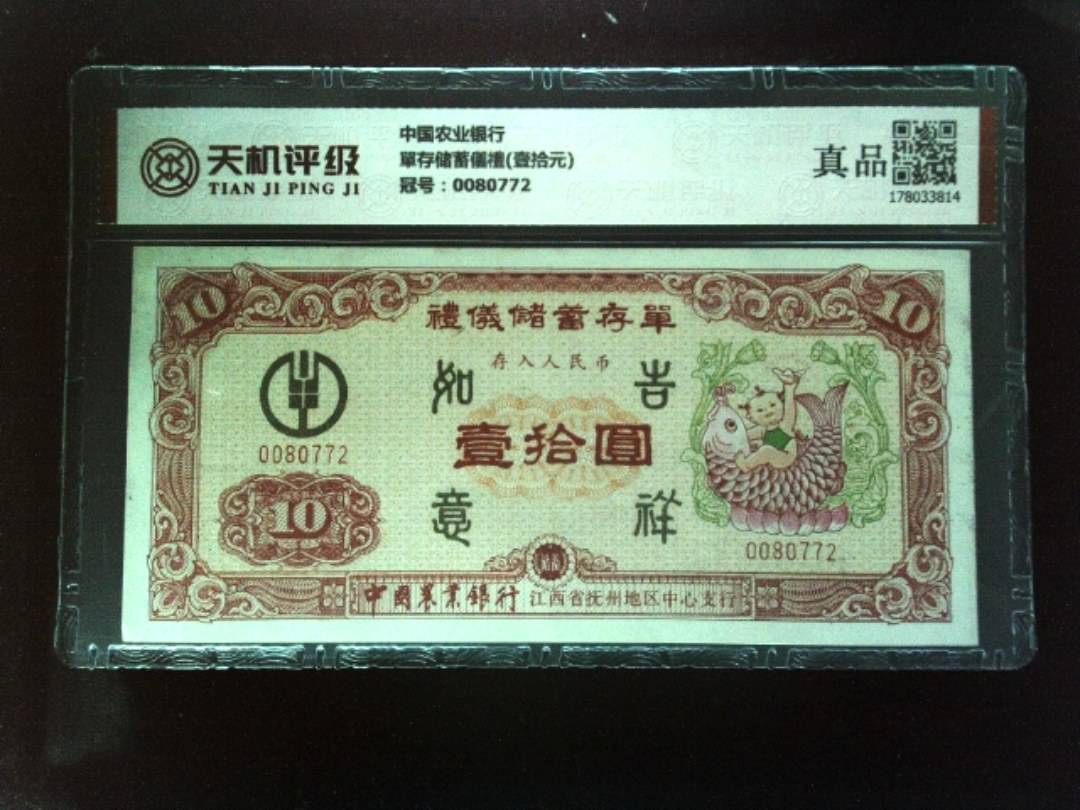 天机评级
TIAN JI PING JI
中国农业银行
單存储蓄儀禮(壹拾元)
冠号：0080772
真品
178033814
10
10
禮儀儲蓄存單
存入人民币
如意
吉祥
壹拾圓
0080772
10
0080772
中國農業銀行 江西省抚州地区中心支行